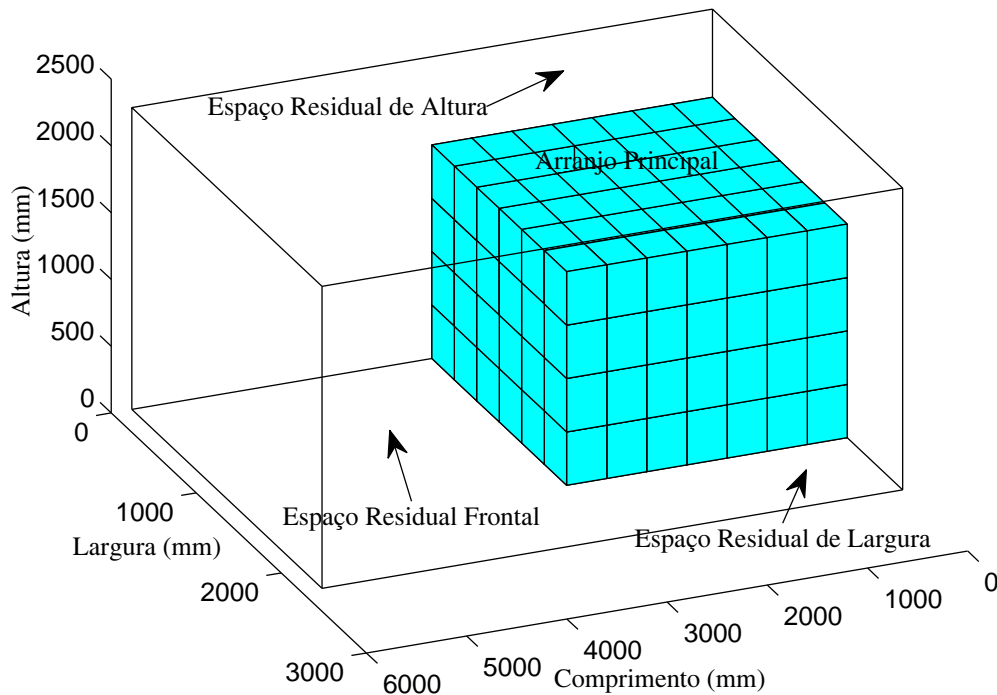 2500
Espaço Residual de Altura
2000
Arranjo Principal
1500
Altura (mm)
1000
500
0
0
1000
Espaço Residual Frontal
Largura (mm)
Espaço Residual de Largura
2000
0
1000
2000
3000
3000
4000
5000
6000
Comprimento (mm)